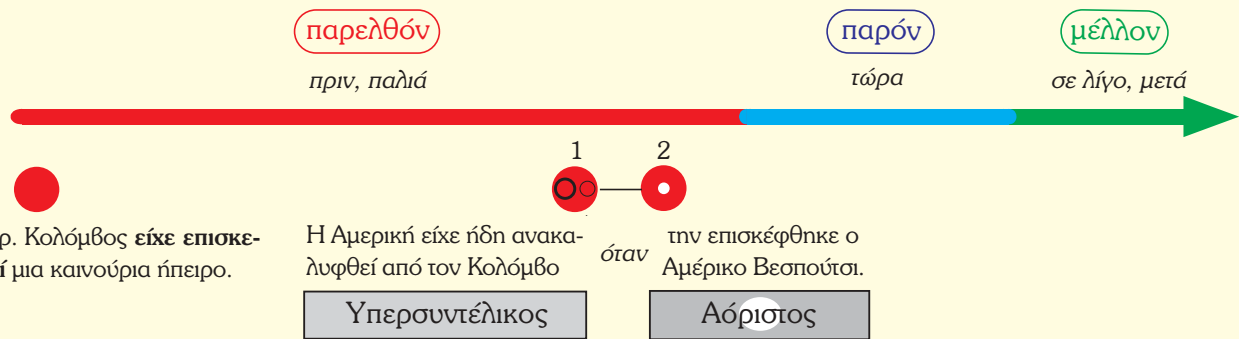 παρελθόν παρόν μέλλον
πριν, παλιά τώρα σε λίγο, μετά
1 2
ρ. Κολόμβος είχε επισκε-
ί μια καινούρια ήπειρο.
Η Αμερική είχε ήδη ανακα-
λυφθεί από τον Κολόμβο
όταν
την επισκέφθηκε ο
Αμέρικο Βεσπούτσι.
Υπερσυντέλικος
Αόριστος